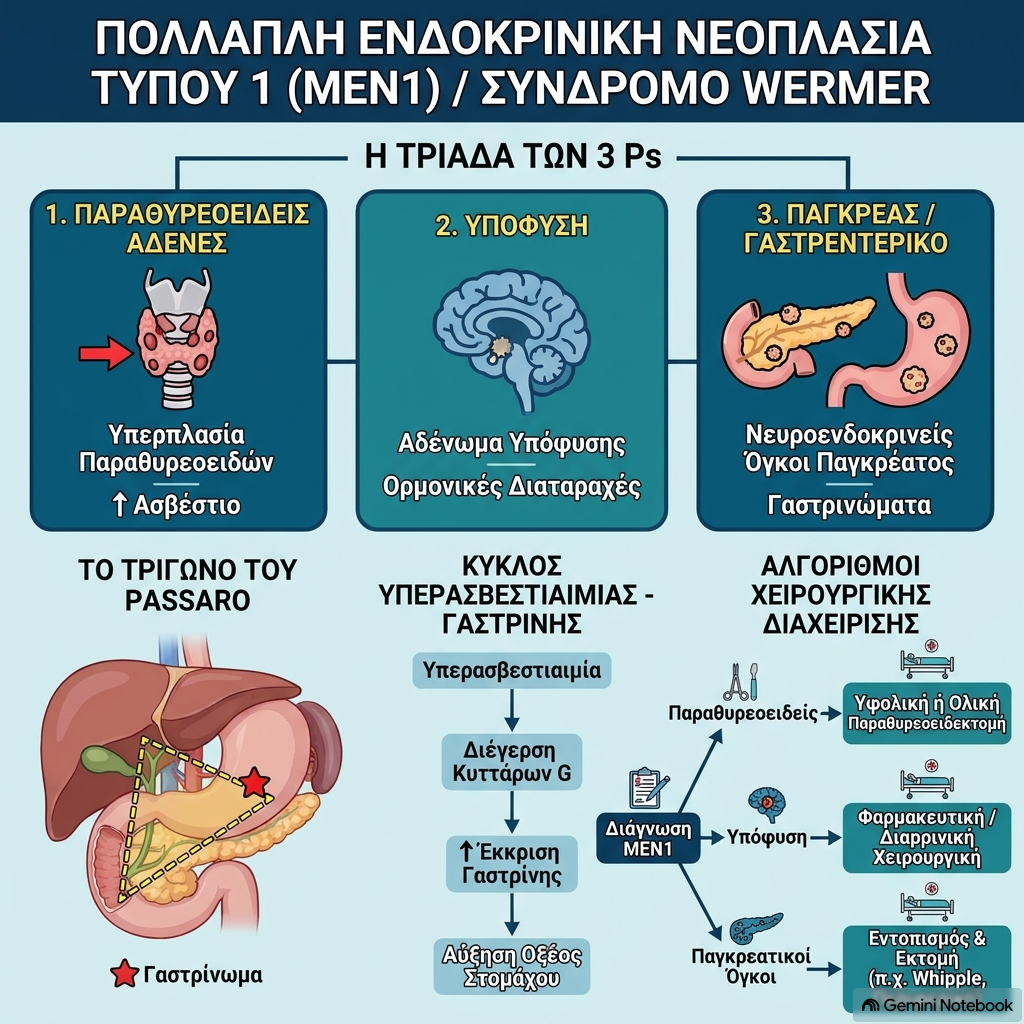 ΠΟΛΛΑΠΛΗ ΕΝΔΟΚΡΙΝΙΚΗ ΝΕΟΠΛΑΣΙΑ
ΤΥΠΟΥ 1 (MEN1) / ΣΥΝΔΡΟΜΟ WERMER
Η ΤΡΙΑΔΑ ΤΩΝ 3 Ps
1. ΠΑΡΑΘΥΡΕΟΕΙΔΕΙΣ
ΑΔΕΝΕΣ
Υπερπλασία
Παραθυρεοειδών
↑ Ασβέστιο
2. ΥΠΟΦΥΣΗ
Αδένωμα Υπόφυσης
Ορμονικές Διαταραχές
3. ΠΑΓΚΡΕΑΣ /
ΓΑΣΤΡΕΝΤΕΡΙΚΟ
Νευροενδοκρινείς
Όγκοι Παγκρέατος
Γαστρινώματα
ΤΟ ΤΡΙΓΩΝΟ ΤΟΥ
PASSARO
Γαστρίνωμα
ΚΥΚΛΟΣ
ΥΠΕΡΑΣΒΕΣΤΙΑΙΜΙΑΣ -
ΓΑΣΤΡΙΝΗΣ
Υπερασβεστιαιμία
Διέγερση
Κυττάρων G
↑ Έκκριση
Γαστρίνης
Αύξηση Οξέος
Στομάχου
ΑΛΓΟΡΙΘΜΟΙ
ΧΕΙΡΟΥΡΓΙΚΗΣ
ΔΙΑΧΕΙΡΙΣΗΣ
Διάγνωση
MEN1
Παραθυρεοειδείς
Υφολική ή Ολική
Παραθυρεοειδεκτομή
Υπόφυση
Φαρμακευτική /
Διαρρινική
Χειρουργική
Παγκρεατικοί
Όγκοι
Εντοπισμός &
Εκτομή
(π.χ. Whipple,
Gemini Notebook